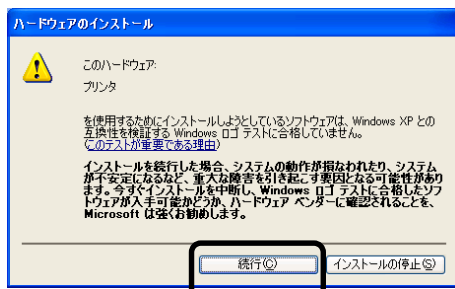 ハードウェアのインストール
このハードウェア:
プリンタ
を使用するためにインストールしようとしているソフトウェアは、Windows XP との
互換性を検証する Windows ロゴ テストに合格していません。
(このテストが重要である理由)
インストールを続行した場合、システムの動作が損なわれたり、システム
が不安定になるなど、重大な障害を引き起こす要因となる可能性があり
ます。今すぐインストールを中断し、Windows ロゴ テストに合格したソフ
トウェアが入手可能かどうか、ハードウェア ベンダーに確認されることを、
Microsoft は強くお勧めします。
続行(C) インストールの停止(S)